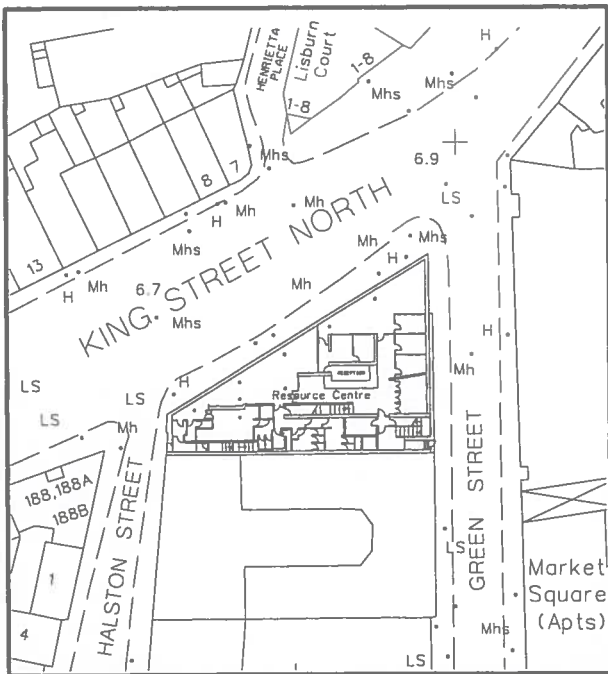 H
HENRIETTA
PLACE
Lisburn
Court
1-8
Mhs
Mhs
1-8
6.9
8
7
Mhs
LS
Mh
H
Mhs
Mh
Mhs
H
13
H
Mh
6.7
Mhs
KING STREET NORTH
Mh
H
Mh
LS
LS
LS
H
RECEPTION
Resource Centre
Mh
188,188A
188B
1
4
HALSTON STREET
GREEN STREET
LS
Market
Square
(Apts)
Mhs
LS